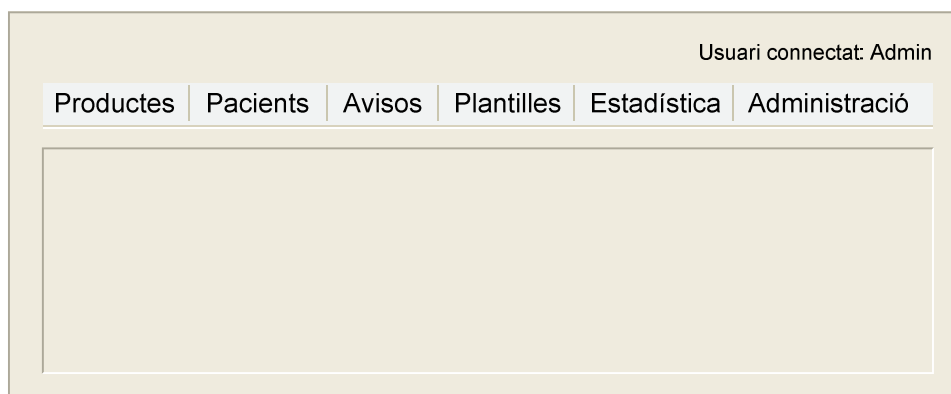 Usuari connectat: Admin
Productes Pacients Avisos Plantilles Estadística Administració